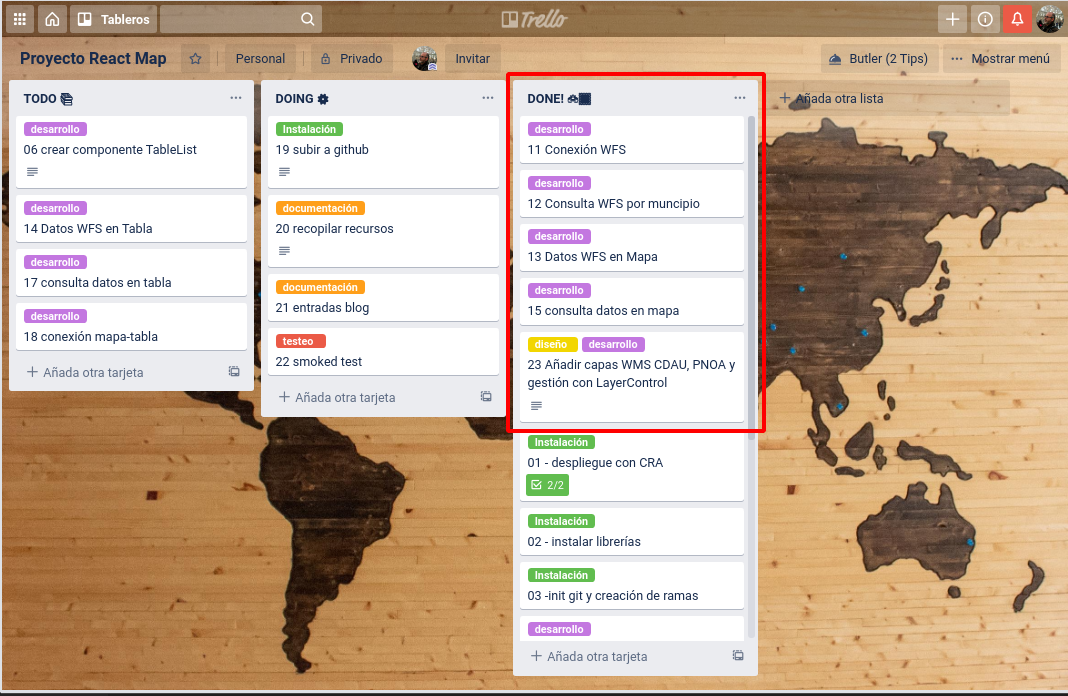 Tableros
Trello
Proyecto React Map
Personal
Privado
Invitar
Butler (2 Tips)
Mostrar menú
TODO
desarrollo
06 crear componente TableList
desarrollo
14 Datos WFS en Tabla
desarrollo
17 consulta datos en tabla
desarrollo
18 conexión mapa-tabla
Añada otra tarjeta
DOING
Instalación
19 subir a github
documentación
20 recopilar recursos
documentación
21 entradas blog
testeo
22 smoked test
Añada otra tarjeta
DONE!
desarrollo
11 Conexión WFS
desarrollo
12 Consulta WFS por muncipio
desarrollo
13 Datos WFS en Mapa
desarrollo
15 consulta datos en mapa
diseño desarrollo
23 Añadir capas WMS CDAU, PNOA y
gestión con LayerControl
Instalación
01 - despliegue con CRA
2/2
Instalación
02 - instalar librerías
Instalación
03 -init git y creación de ramas
desarrollo
Añada otra tarjeta
Añada otra lista